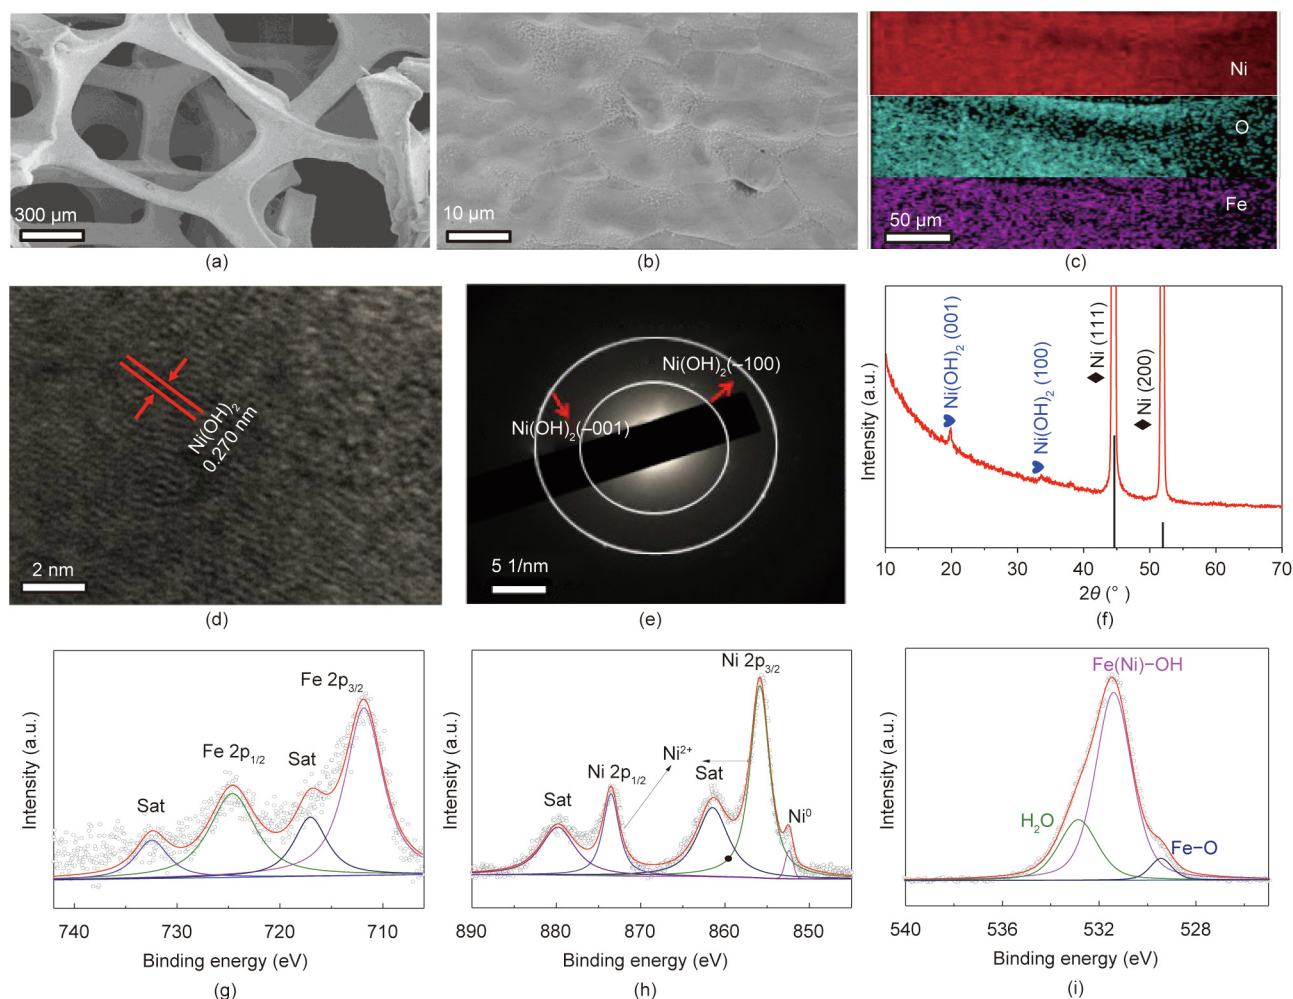 300 µm
(a)
10 µm
(b)
Ni
O
Fe
50 µm
(c)
Ni(OH)2
0.270 nm
2 nm
(d)
Ni(OH)2(−100)
Ni(OH)2(−001)
5 1/nm
(e)
Intensity (a.u.)
Ni(OH)2 (001)
Ni(OH)2 (100)
◆ Ni (111)
◆ Ni (200)
10 20 30 40 50 60 70
2θ (°)
(f)
Intensity (a.u.)
Sat
Fe 2p1/2
Sat
Fe 2p3/2
740 730 720 710
Binding energy (eV)
(g)
Intensity (a.u.)
Sat
Ni 2p1/2
Ni2+
Sat
Ni 2p3/2
Ni0
890 880 870 860 850
Binding energy (eV)
(h)
Intensity (a.u.)
Fe(Ni)−OH
H2O
Fe−O
540 536 532 528
Binding energy (eV)
(i)